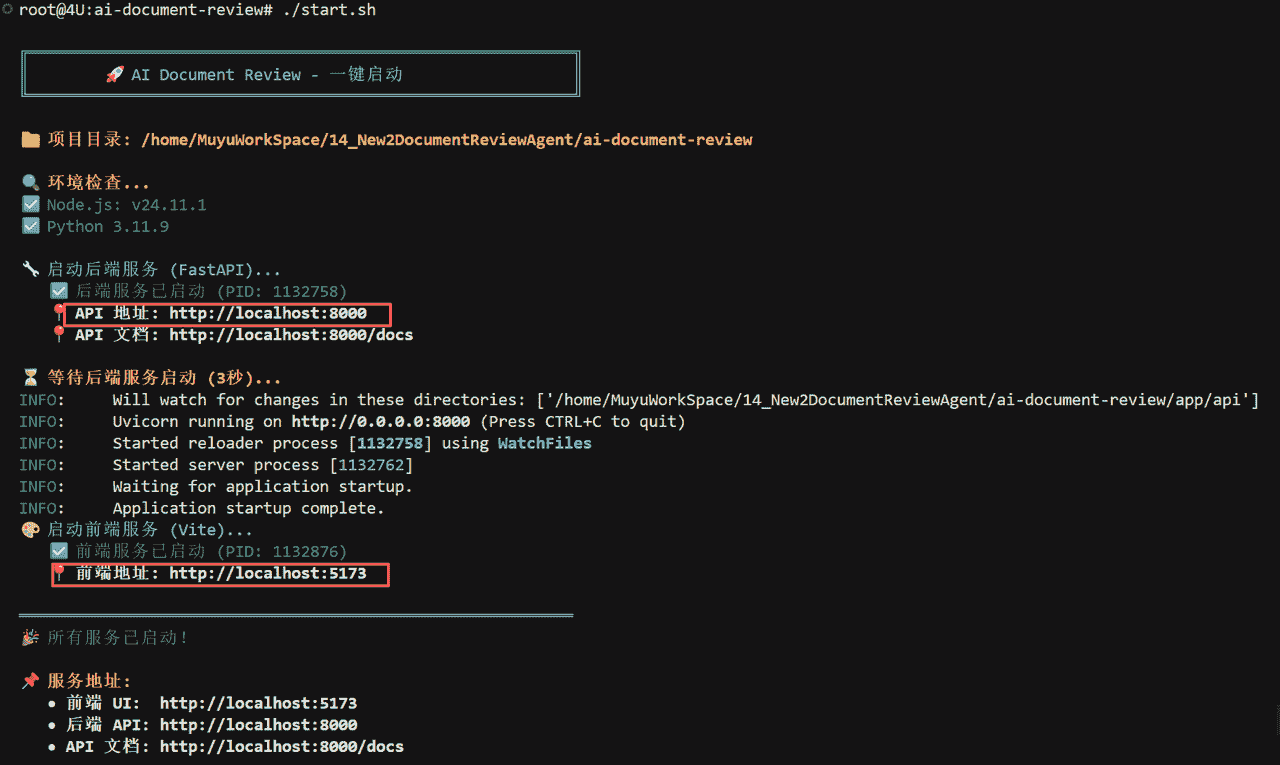 root@4U:ai-document-review# ./start.sh
🚀 AI Document Review - 一键启动
📁 项目目录: /home/MuyuWorkSpace/14_New2DocumentReviewAgent/ai-document-review
🔍 环境检查...
✅ Node.js: v24.11.1
✅ Python 3.11.9
🔧 启动后端服务 (FastAPI)...
✅ 后端服务已启动 (PID: 1132758)
📍 API 地址: http://localhost:8000
📍 API 文档: http://localhost:8000/docs
⏳ 等待后端服务启动 (3秒)...
INFO:     Will watch for changes in these directories: ['/home/MuyuWorkSpace/14_New2DocumentReviewAgent/ai-document-review/app/api']
INFO:     Uvicorn running on http://0.0.0.0:8000 (Press CTRL+C to quit)
INFO:     Started reloader process [1132758] using WatchFiles
INFO:     Started server process [1132762]
INFO:     Waiting for application startup.
INFO:     Application startup complete.
🎨 启动前端服务 (Vite)...
✅ 前端服务已启动 (PID: 1132876)
📍 前端地址: http://localhost:5173
🎉 所有服务已启动!
📌 服务地址:
• 前端 UI:  http://localhost:5173
• 后端 API: http://localhost:8000
• API 文档: http://localhost:8000/docs